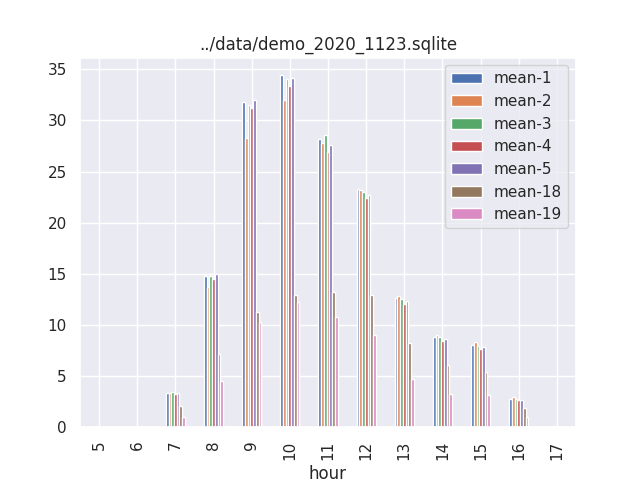 ../data/demo_2020_1123.sqlite
35
30
25
20
15
10
5
0
mean-1
mean-2
mean-3
mean-4
mean-5
mean-18
mean-19
5 6 7 8 9 10 11 12 13 14 15 16 17
hour